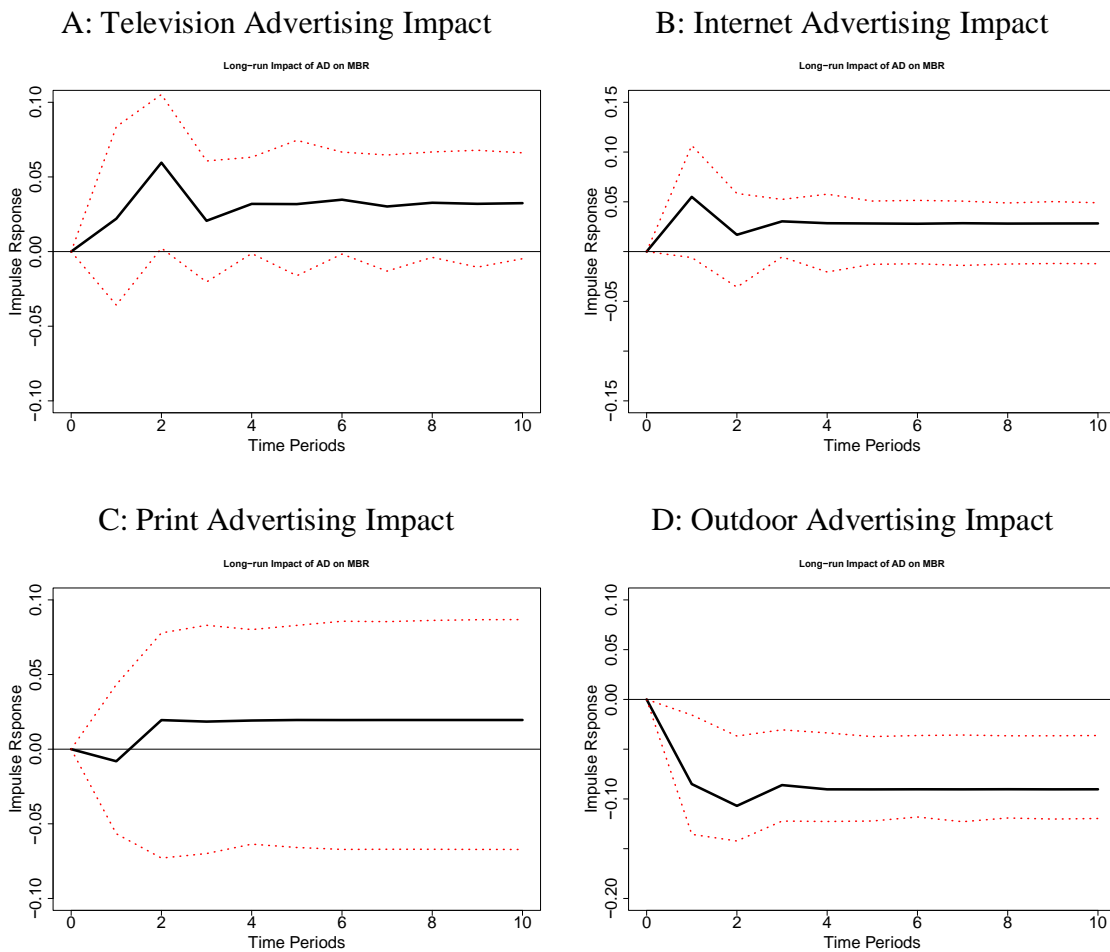 A: Television Advertising Impact
Long-run Impact of AD on MBR
Impulse Rsponse
0.10
0.05
0.00
-0.05
-0.10
0 2 4 6 8 10
Time Periods
B: Internet Advertising Impact
Long-run Impact of AD on MBR
Impulse Rsponse
0.15
0.10
0.05
-0.05
-0.15
0 2 4 6 8 10
Time Periods
C: Print Advertising Impact
Long-run Impact of AD on MBR
Impulse Rsponse
0.10
0.05
0.00
-0.05
-0.10
0 2 4 6 8 10
Time Periods
D: Outdoor Advertising Impact
Long-run Impact of AD on MBR
Impulse Rsponse
0.10
0.05
0.00
-0.10
-0.20
0 2 4 6 8 10
Time Periods